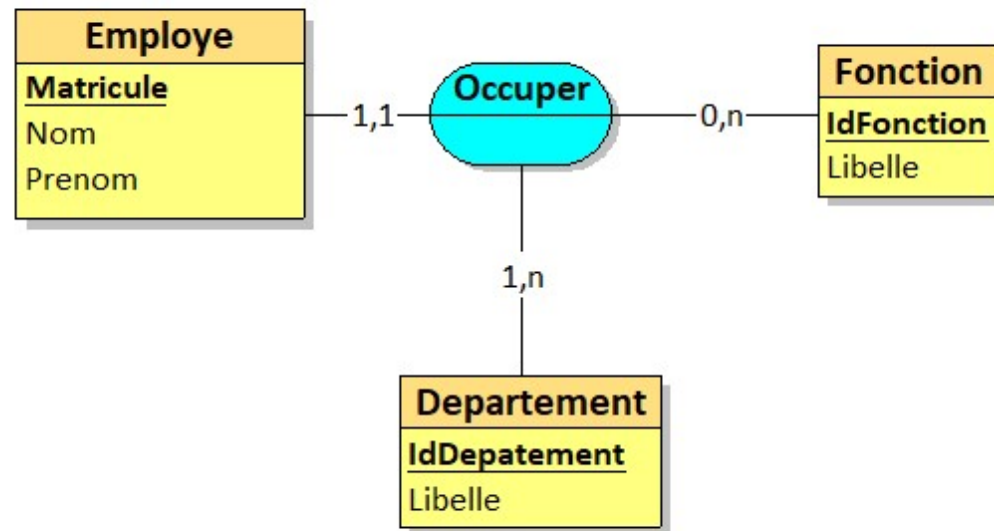 Employe
Matricule
Nom
Prenom
1,1
Occuper
0,n
Fonction
IdFonction
Libelle
1,n
Departement
IdDepatement
Libelle